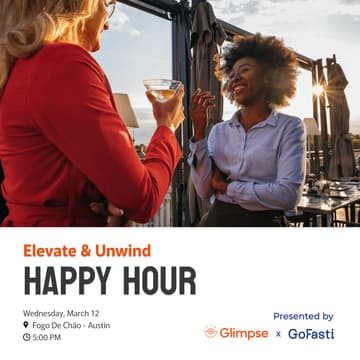 Elevate & Unwind
HAPPY HOUR
Wednesday, March 12
Fogo De Chão - Austin
5:00 PM
Presented by
Glimpse x GoFasti